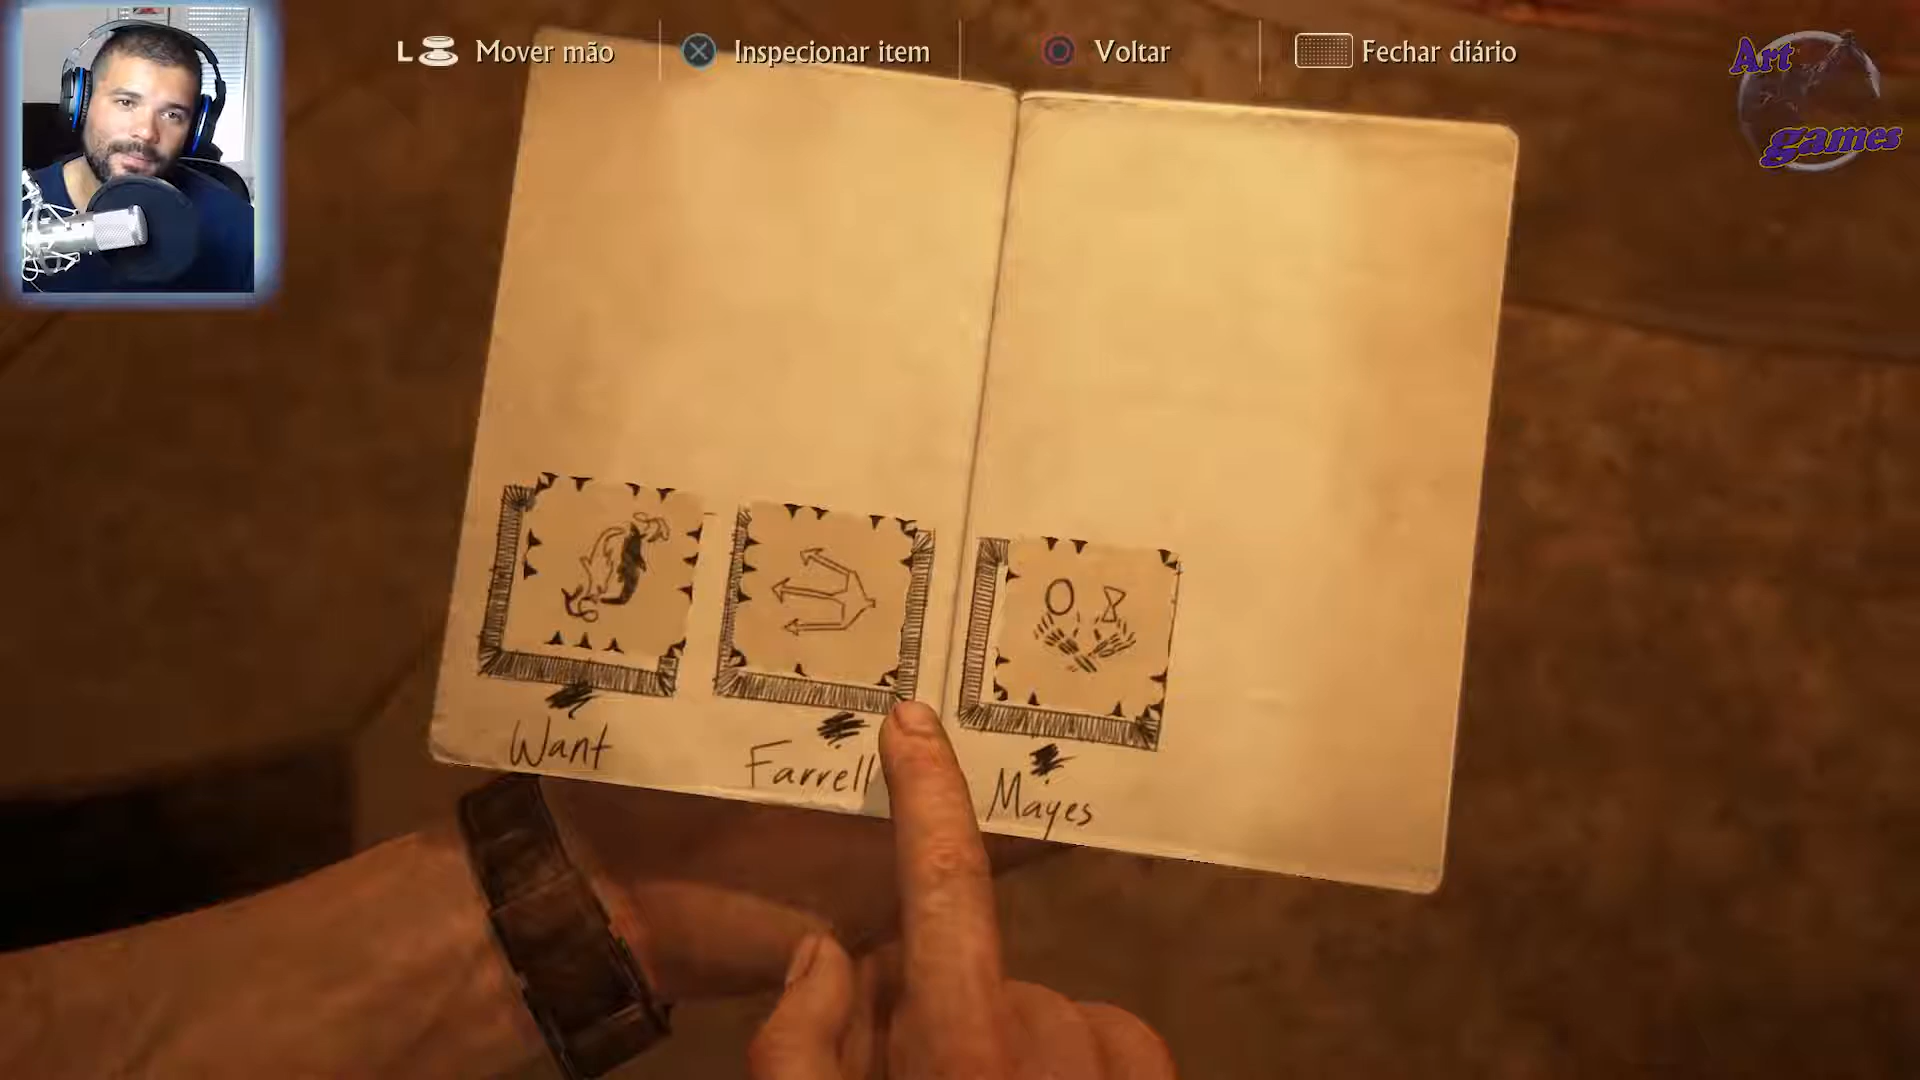 L Mover mão Inspecionar item Voltar Fechar diário
Art
games
Want
Farrell
Mayes